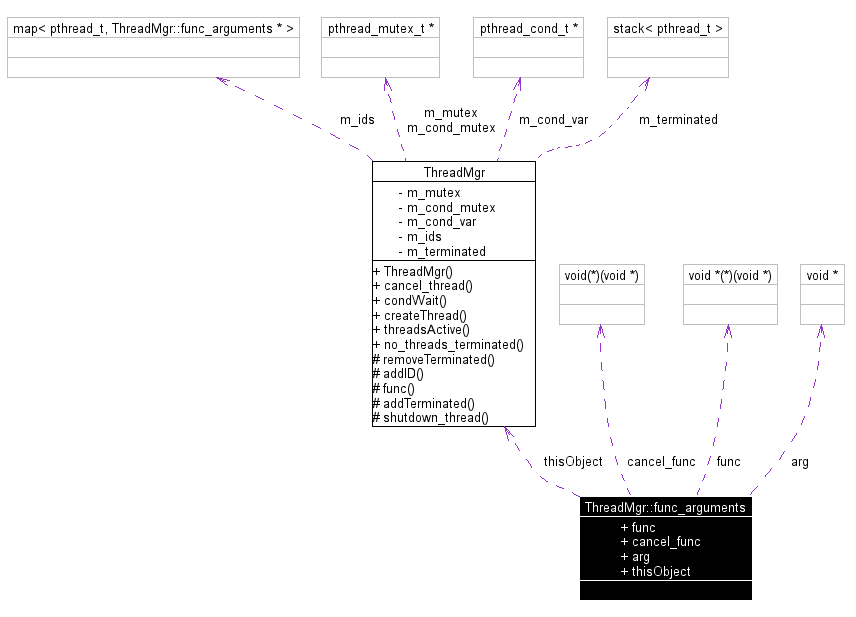 map< pthread_t, ThreadMgr::func_arguments * >
pthread_mutex_t *
pthread_cond_t *
stack< pthread_t >
m_ids
m_mutex
m_cond_mutex
m_cond_var
m_terminated
ThreadMgr
- m_mutex
- m_cond_mutex
- m_cond_var
- m_ids
- m_terminated
+ ThreadMgr()
+ cancel_thread()
+ condWait()
+ createThread()
+ threadsActive()
+ no_threads_terminated()
# removeTerminated()
# addID()
# func()
# addTerminated()
# shutdown_thread()
void(*)(void *)
void *(*)(void *)
void *
thisObject
cancel_func
func
arg
ThreadMgr::func_arguments
+ func
+ cancel_func
+ arg
+ thisObject